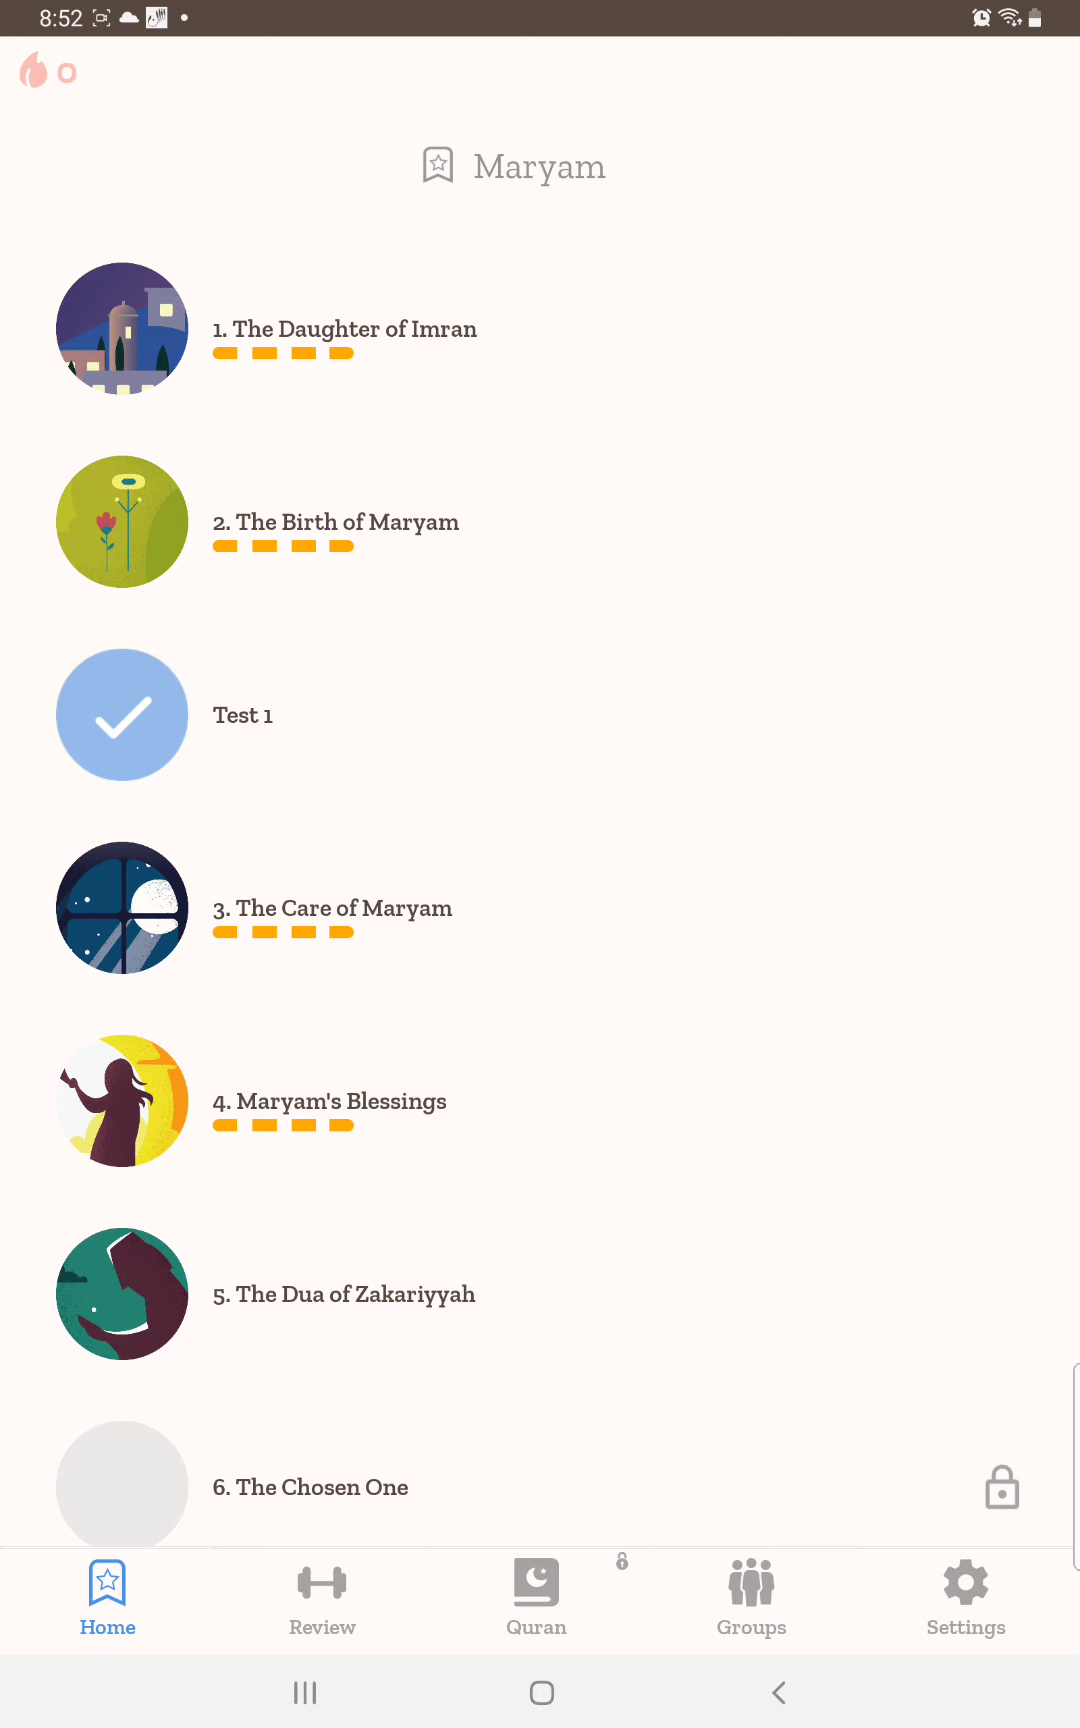 8:52
0
Maryam
1. The Daughter of Imran
2. The Birth of Maryam
Test 1
3. The Care of Maryam
4. Maryam's Blessings
5. The Dua of Zakariyyah
6. The Chosen One
Home
Review
Quran
Groups
Settings